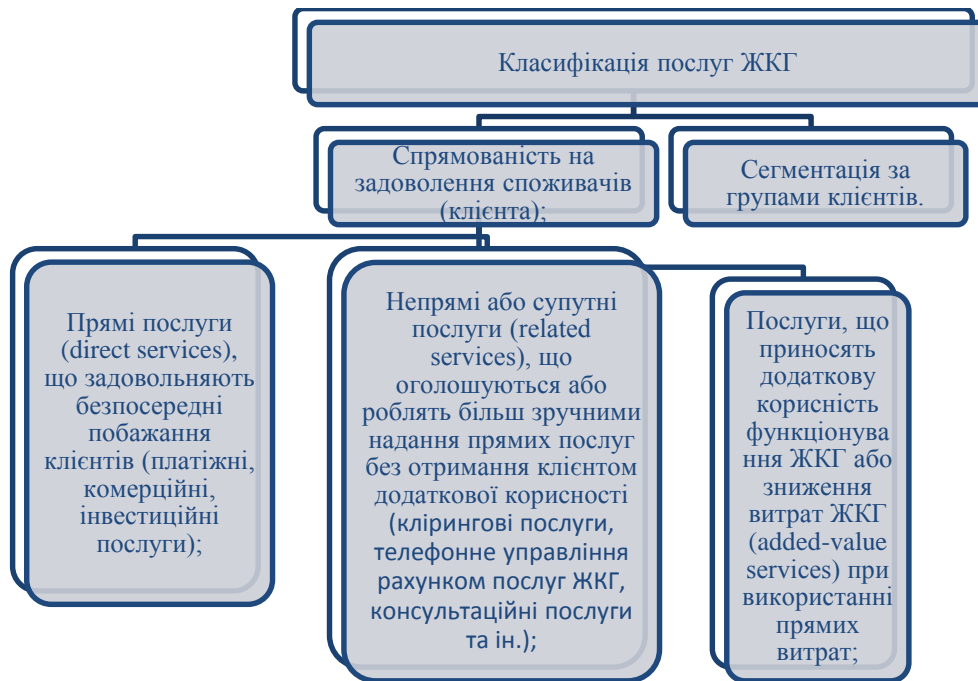 Класифікація послуг ЖКГ
Спрямованість на
задоволення споживачів
(клієнта);
Сегментація за
групами клієнтів.
Прямі послуги
(direct services),
що задовольняють
безпосередні
побажання
клієнтів (платіжні,
комерційні,
інвестиційні
послуги);
Непрямі або супутні
послуги (related
services), що
оголошуються або
роблять більш зручними
надання прямих послуг
без отримання клієнтом
додаткової корисності
(клірингові послуги,
телефонне управління
рахунком послуг ЖКГ,
консультаційні послуги
та ін.);
Послуги, що
приносять
додаткову
корисність
функціонува
ння ЖКГ або
зниження
витрат ЖКГ
(added-value
services) при
використанні
прямих
витрат;